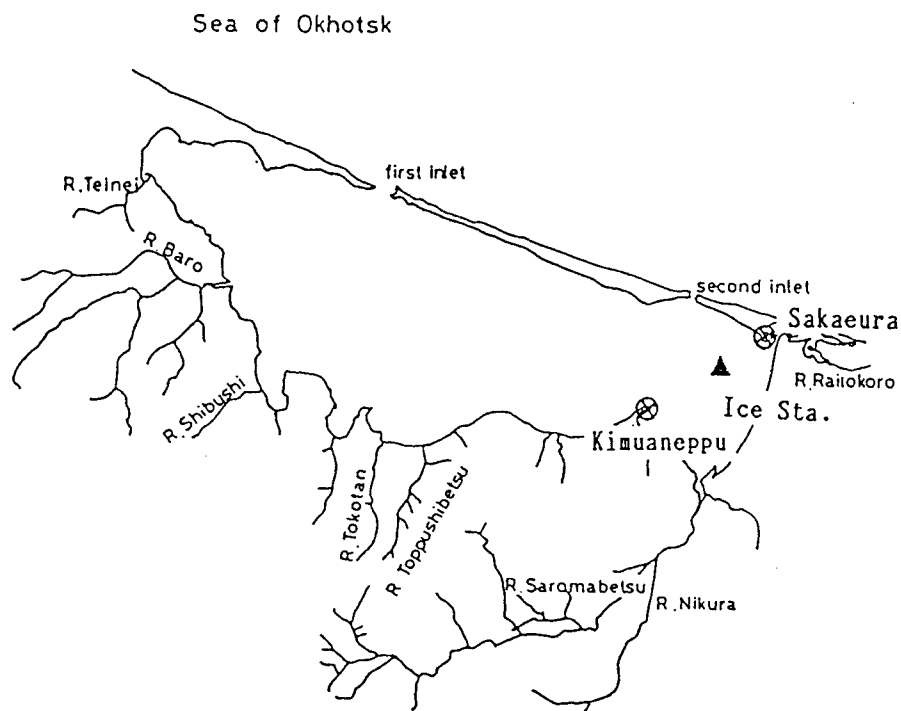 Sea of Okhotsk
first inlet
R.Teinei
R.Baro
second inlet
Sakaeura
R.Railokoro
Ice Sta.
R.Shibushi
Kimuaneppu
R.Tokotan
R Toppushibetsu
R.Saromabetsu
R.Nikura